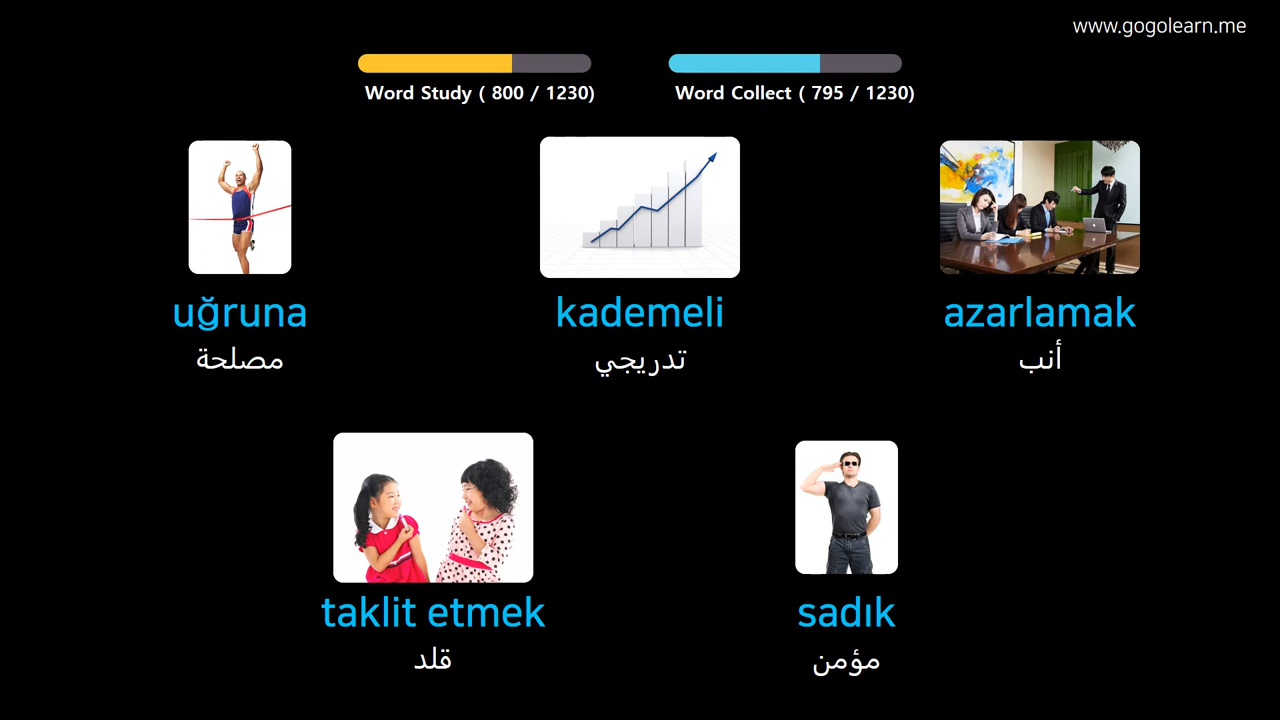 www.gogolearn.me
Word Study ( 800 / 1230)
Word Collect ( 795 / 1230)
uğruna
مصلحة
kademeli
تدريجي
azarlamak
أنب
taklit etmek
قلد
sadık
مؤمن